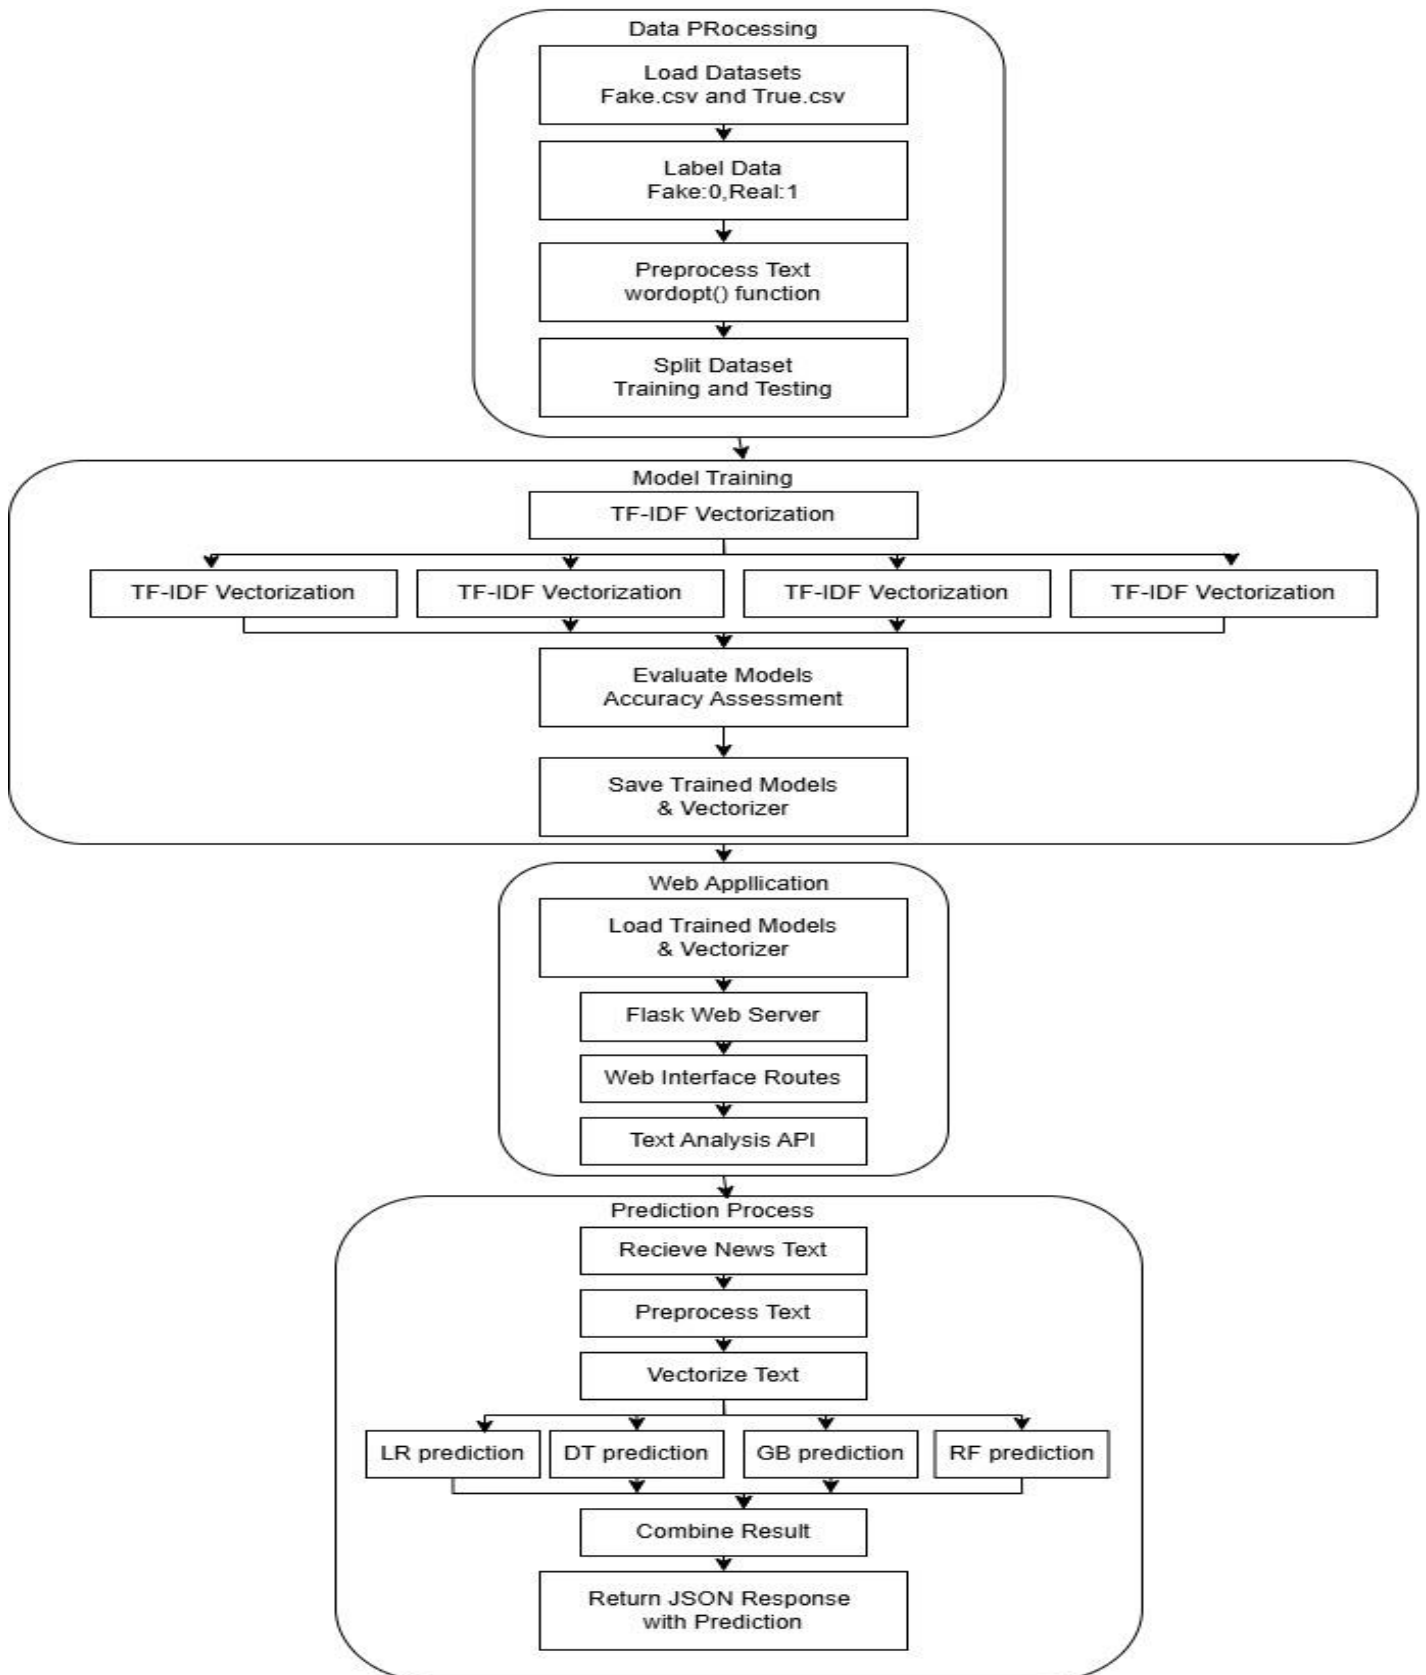 Data PRocessing
Load Datasets
Fake.csv and True.csv
Label Data
Fake:0,Real:1
Preprocess Text
wordopt() function
Split Dataset
Training and Testing
Model Training
TF-IDF Vectorization
TF-IDF Vectorization
TF-IDF Vectorization
TF-IDF Vectorization
TF-IDF Vectorization
Evaluate Models
Accuracy Assessment
Save Trained Models
& Vectorizer
Web Appllication
Load Trained Models
& Vectorizer
Flask Web Server
Web Interface Routes
Text Analysis API
Prediction Process
Recieve News Text
Preprocess Text
Vectorize Text
LR prediction
DT prediction
GB prediction
RF prediction
Combine Result
Return JSON Response
with Prediction